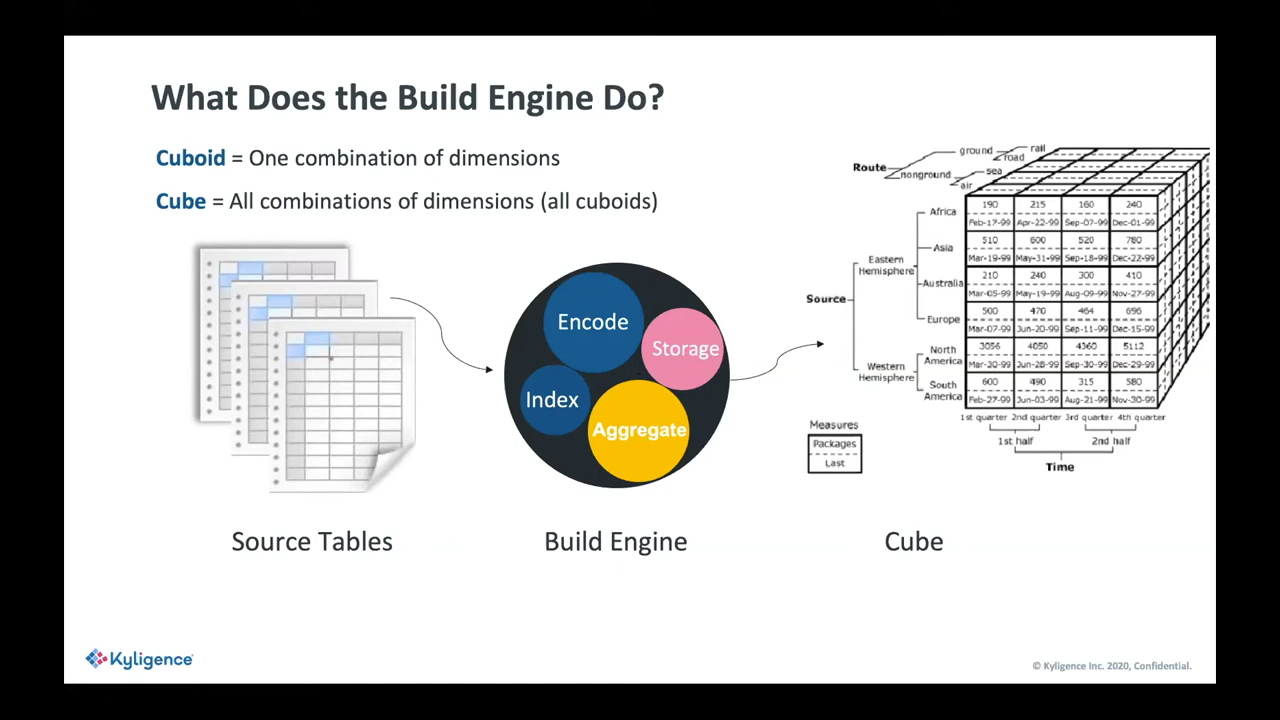 What Does the Build Engine Do?
Cuboid = One combination of dimensions
Cube = All combinations of dimensions (all cuboids)
Encode
Storage
Index
Aggregate
Route
ground
nonground
rail
road
sea
air
Source
Eastern
Hemisphere
Western
Hemisphere
Africa
Asia
Australia
Europe
North
America
South
America
190 215 160 240
Feb-17-99 Apr-22-99 Sep-07-99 Dec-01-99
510 600 520 780
Mar-19-99 May-31-99 Sep-18-99 Dec-22-99
210 240 300 410
Mar-05-99 May-19-99 Aug-09-99 Nov-27-99
500 470 464 696
Mar-07-99 Jun-20-99 Sep-11-99 Dec-15-99
3056 4050 4360 5112
Mar-30-99 Jun-28-99 Sep-30-99 Dec-29-99
600 490 315 580
Feb-27-99 Jun-03-99 Aug-21-99 Nov-30-99
1st quarter 2nd quarter 3rd quarter 4th quarter
1st half 2nd half
Time
Measures
Packages
Last
Source Tables
Build Engine
Cube
Kyligence
© Kyligence Inc. 2020, Confidential.